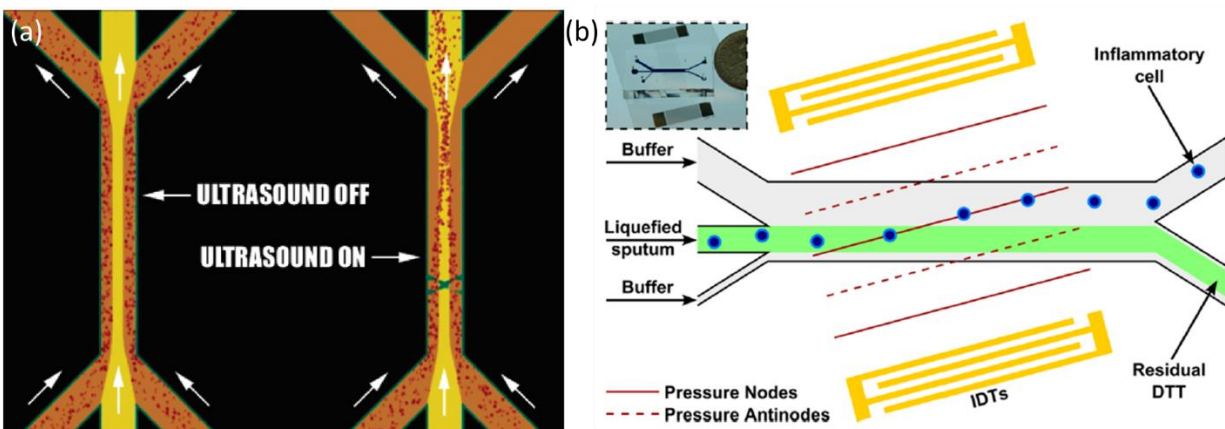 (a)
ULTRASOUND OFF
ULTRASOUND ON
(b)
Inflammatory
cell
Buffer
Liquefied
sputum
Buffer
Residual
DTT
Pressure Nodes
Pressure Antinodes
IDTs